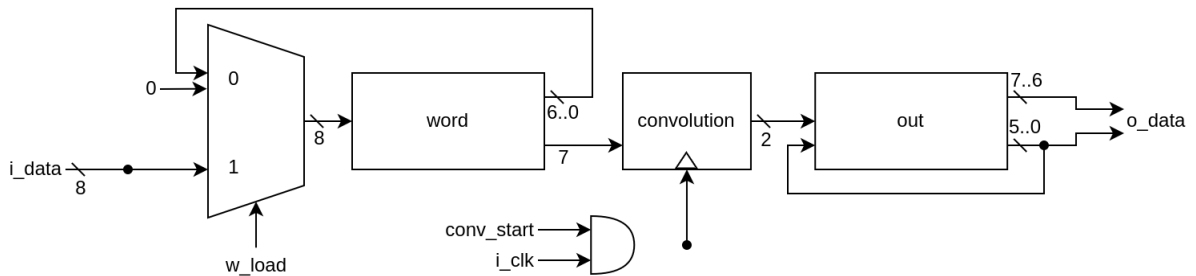 0
0
i_data
8
1
w_load
8
word
6..0
7
convolution
conv_start
i_clk
2
out
7..6
5..0
o_data